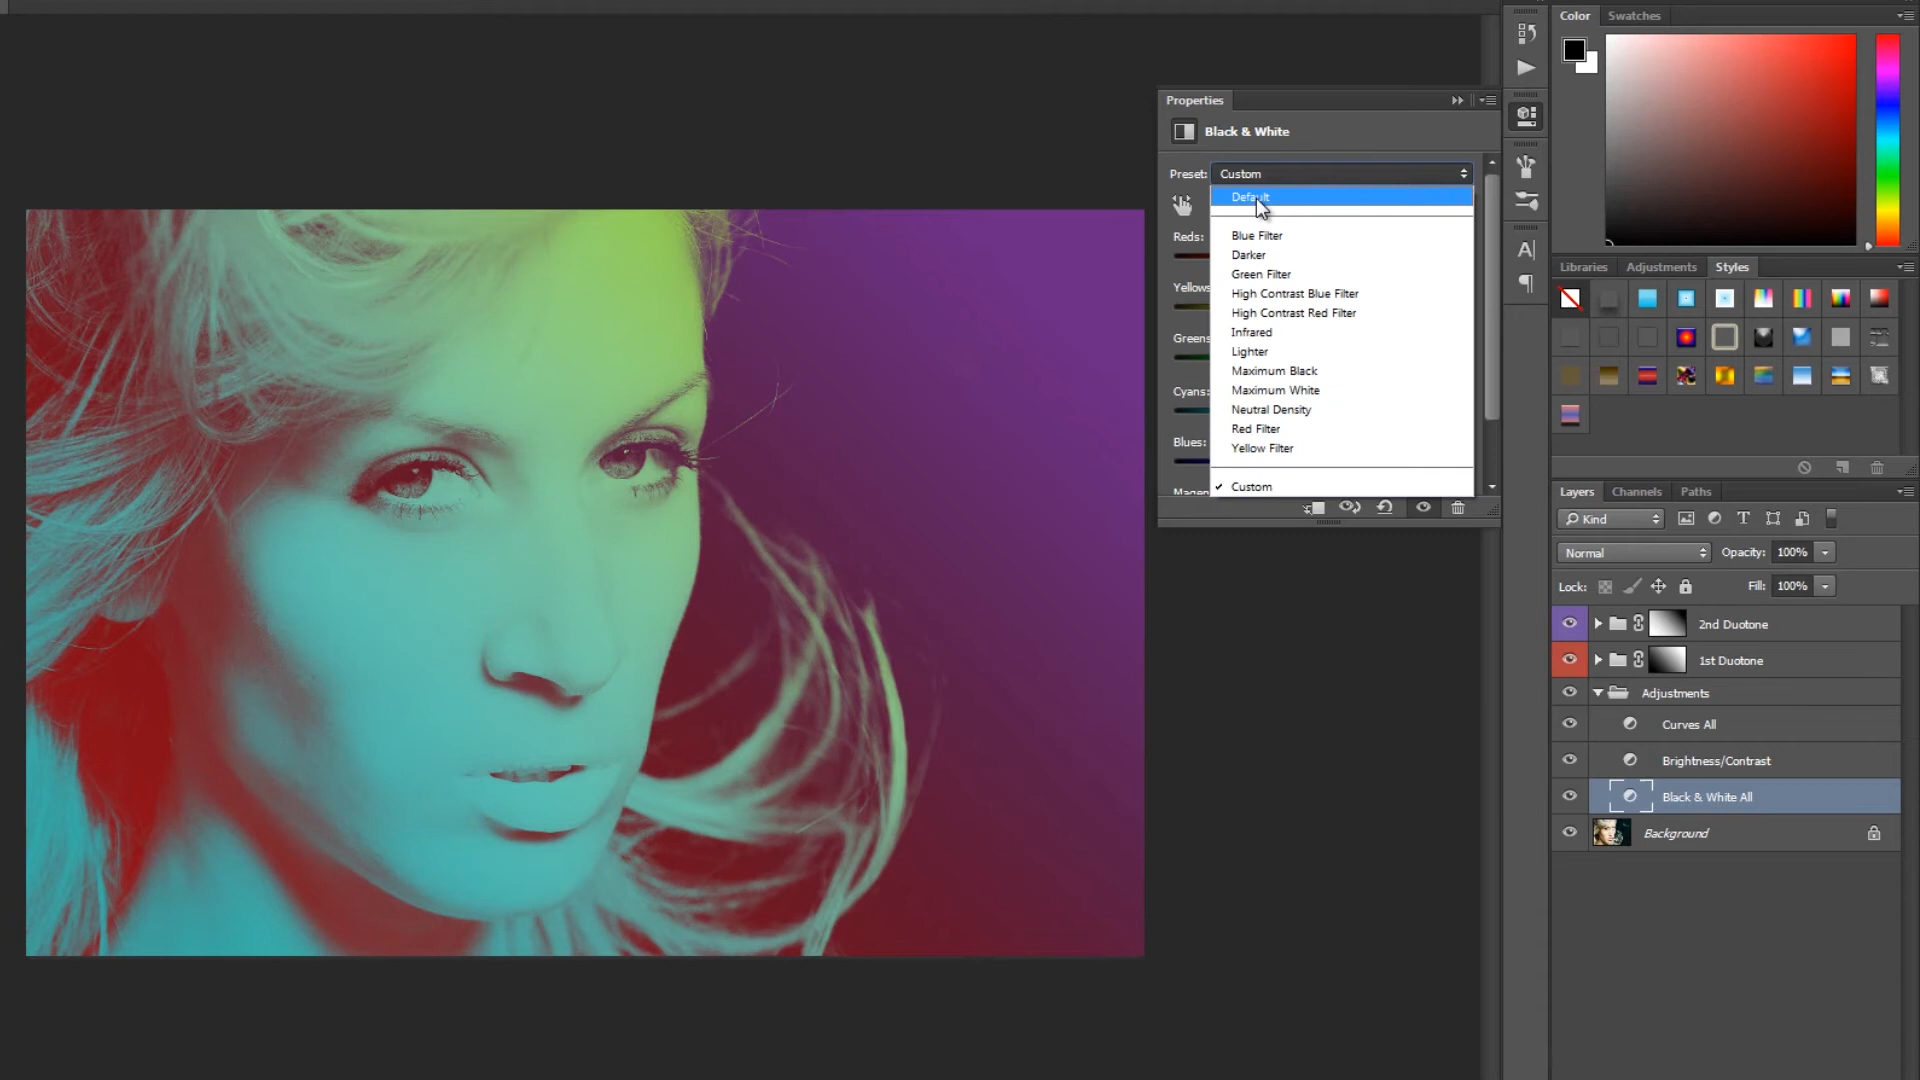 Color Swatches
Properties
Black & White
Preset: Custom
Default
Reds:
Blue Filter
Darker
Green Filter
Yellows
High Contrast Blue Filter
High Contrast Red Filter
Infrared
Greens
Lighter
Maximum Black
Cyans:
Maximum White
Neutral Density
Red Filter
Blues:
Yellow Filter
Custom
Magen
A|
Libraries Adjustments Styles
Layers Channels Paths
Kind T
Normal Opacity: 100%
Lock: Fill: 100%
2nd Duotone
1st Duotone
Adjustments
Curves All
Brightness/Contrast
Black & White All
Background